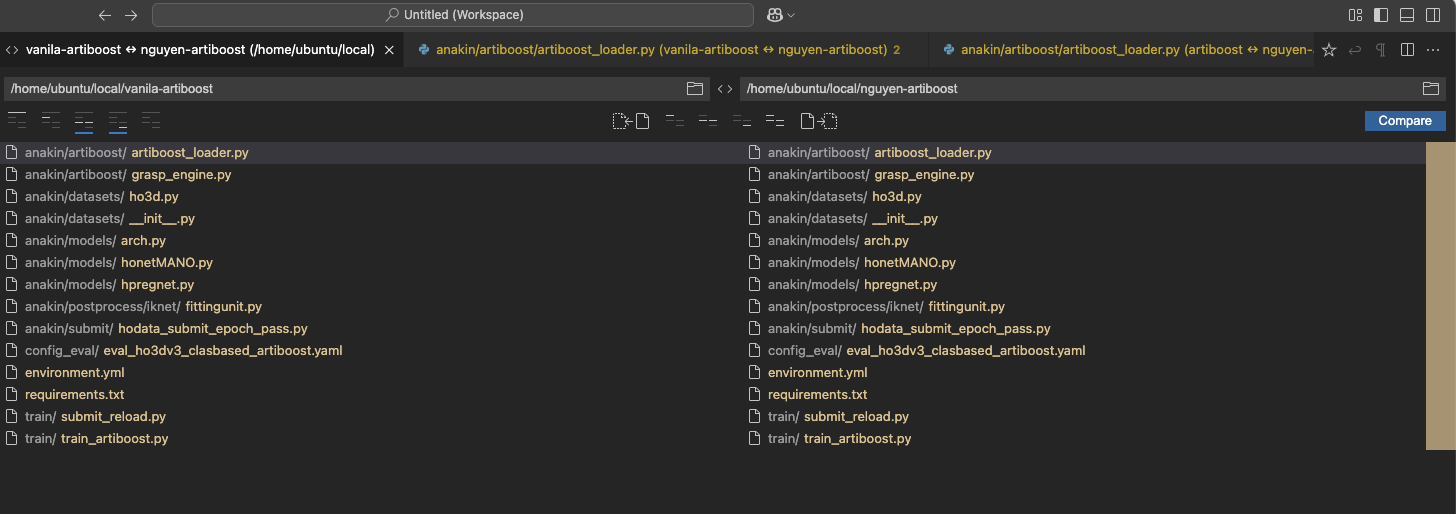 Untitled (Workspace)
vanila-artiboost ↔ nguyen-artiboost (/home/ubuntu/local)
anakin/artiboost/artiboost_loader.py (vanila-artiboost ↔ nguyen-artiboost) 2
anakin/artiboost/artiboost_loader.py (artiboost ↔ nguyen-
/home/ubuntu/local/vanila-artiboost
/home/ubuntu/local/nguyen-artiboost
Compare
anakin/artiboost/ artiboost_loader.py
anakin/artiboost/ grasp_engine.py
anakin/datasets/ ho3d.py
anakin/datasets/ __init__.py
anakin/models/ arch.py
anakin/models/ honetMANO.py
anakin/models/ hpregnet.py
anakin/postprocess/iknet/ fittingunit.py
anakin/submit/ hodata_submit_epoch_pass.py
config_eval/ eval_ho3dv3_clasbased_artiboost.yaml
environment.yml
requirements.txt
train/ submit_reload.py
train/ train_artiboost.py
anakin/artiboost/ artiboost_loader.py
anakin/artiboost/ grasp_engine.py
anakin/datasets/ ho3d.py
anakin/datasets/ __init__.py
anakin/models/ arch.py
anakin/models/ honetMANO.py
anakin/models/ hpregnet.py
anakin/postprocess/iknet/ fittingunit.py
anakin/submit/ hodata_submit_epoch_pass.py
config_eval/ eval_ho3dv3_clasbased_artiboost.yaml
environment.yml
requirements.txt
train/ submit_reload.py
train/ train_artiboost.py